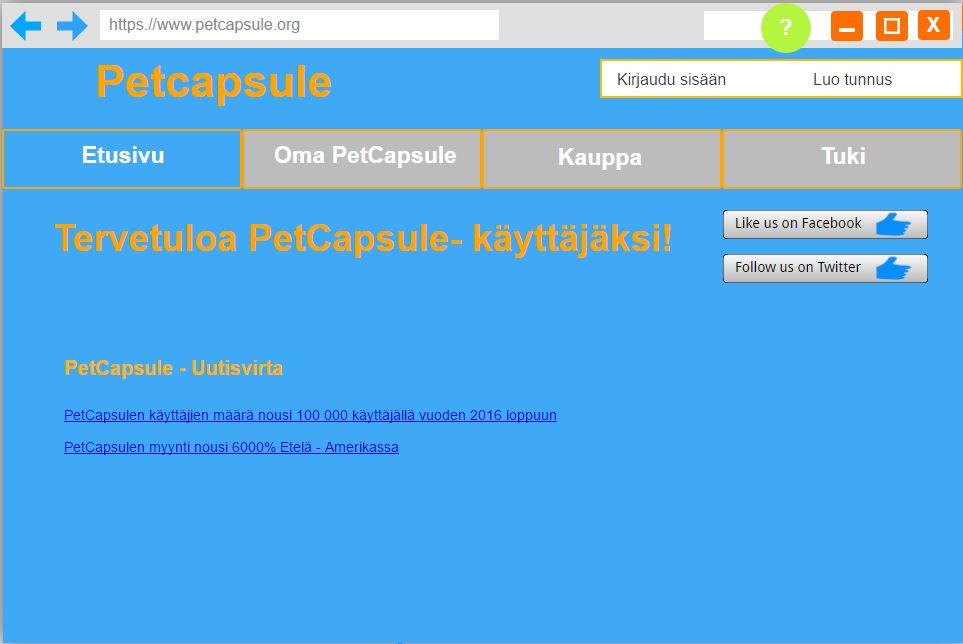 https://www.petcapsule.org
?
X
Petcapsule
Kirjaudu sisään
Luo tunnus
Etusivu
Oma PetCapsule
Kauppa
Tuki
Tervetuloa PetCapsule- käyttäjäksi!
Like us on Facebook
Follow us on Twitter
PetCapsule - Uutisvirta
PetCapsulen käyttäjien määrä nousi 100 000 käyttäjällä vuoden 2016 loppuun
PetCapsulen myynti nousi 6000% Etelä - Amerikassa